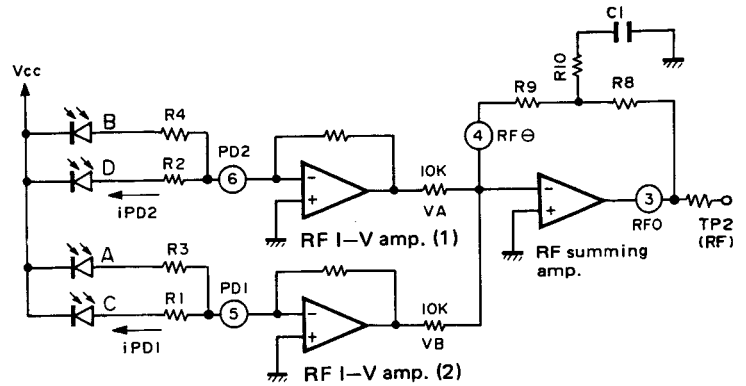 C1
R10
Vcc
R9
R8
B
R4
PD2
4
RF⊖
D
R2
6
10K
3
iPD2
VA
RFO
TP2
(RF)
RF I-V amp. (1)
RF summing
amp.
A
R3
PD1
C
R1
5
10K
iPD1
VB
RF I-V amp. (2)
−
+
−
+
−
+